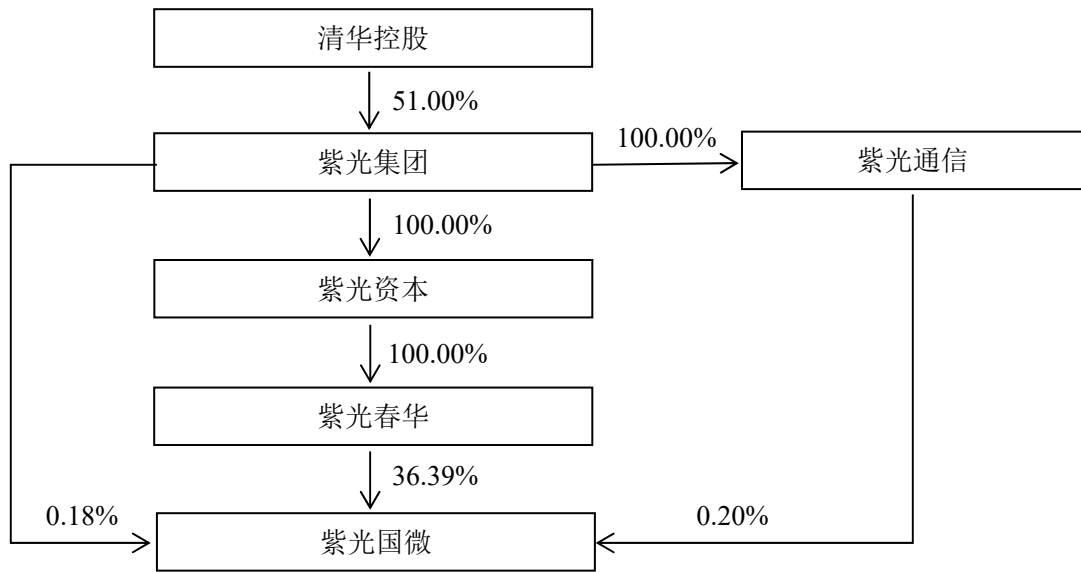 清华控股
51.00%
紫光集团
100.00%
紫光通信
100.00%
紫光资本
100.00%
紫光春华
36.39%
0.18%
紫光国微
0.20%